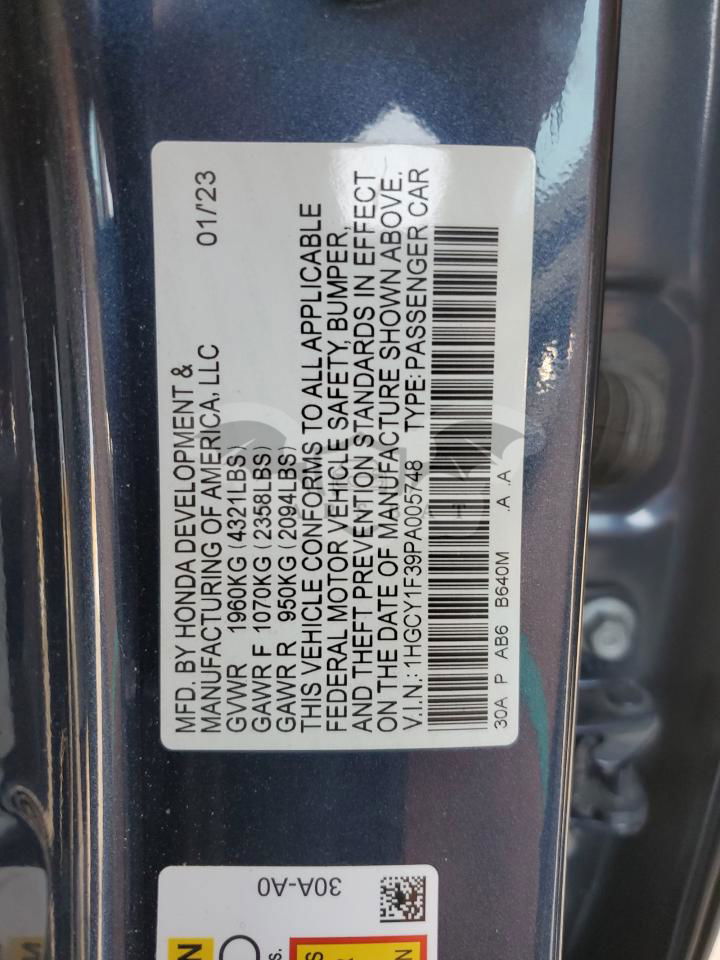 MFD. BY HONDA DEVELOPMENT &
MANUFACTURING OF AMERICA, LLC 01/'23
GVWR 1960KG (4321LBS)
GAWR F 1070KG (2358LBS)
GAWR R 950KG (2094LBS)
THIS VEHICLE CONFORMS TO ALL APPLICABLE
FEDERAL MOTOR VEHICLE SAFETY, BUMPER,
AND THEFT PREVENTION STANDARDS IN EFFECT
ON THE DATE OF MANUFACTURE SHOWN ABOVE.
V.I.N.: 1HGCY1F39PA005748 TYPE: PASSENGER CAR
30A P AB6 B640M .A .A
30A-A0